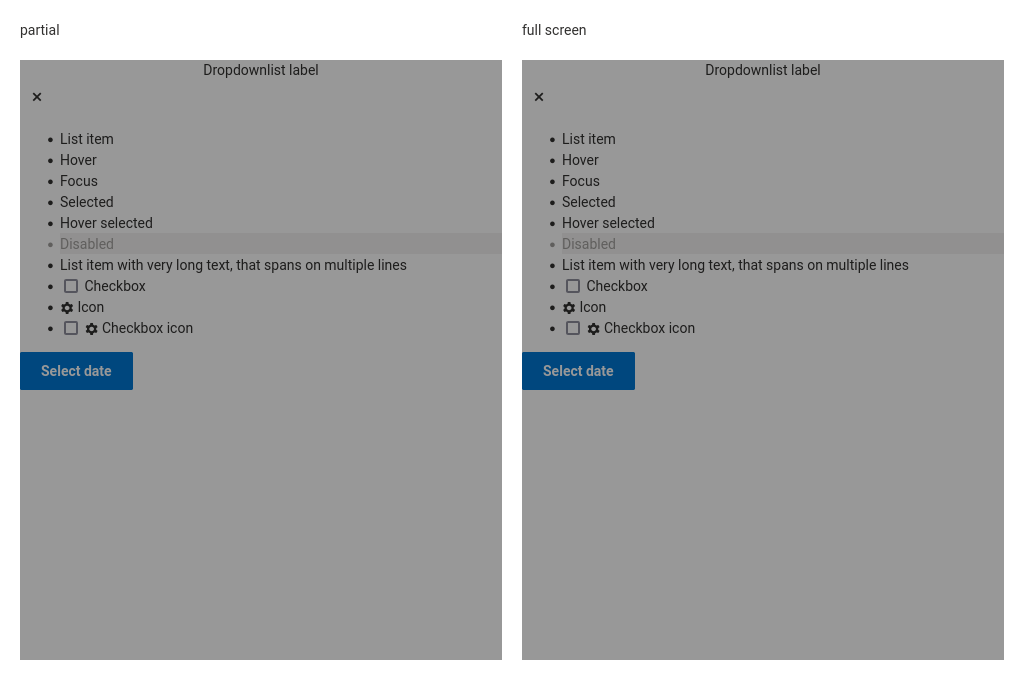 partial
Dropdownlist label
List item
Hover
Focus
Selected
Hover selected
Disabled
List item with very long text, that spans on multiple lines
Checkbox
Icon
Checkbox icon
Select date
full screen
Dropdownlist label
List item
Hover
Focus
Selected
Hover selected
Disabled
List item with very long text, that spans on multiple lines
Checkbox
Icon
Checkbox icon
Select date